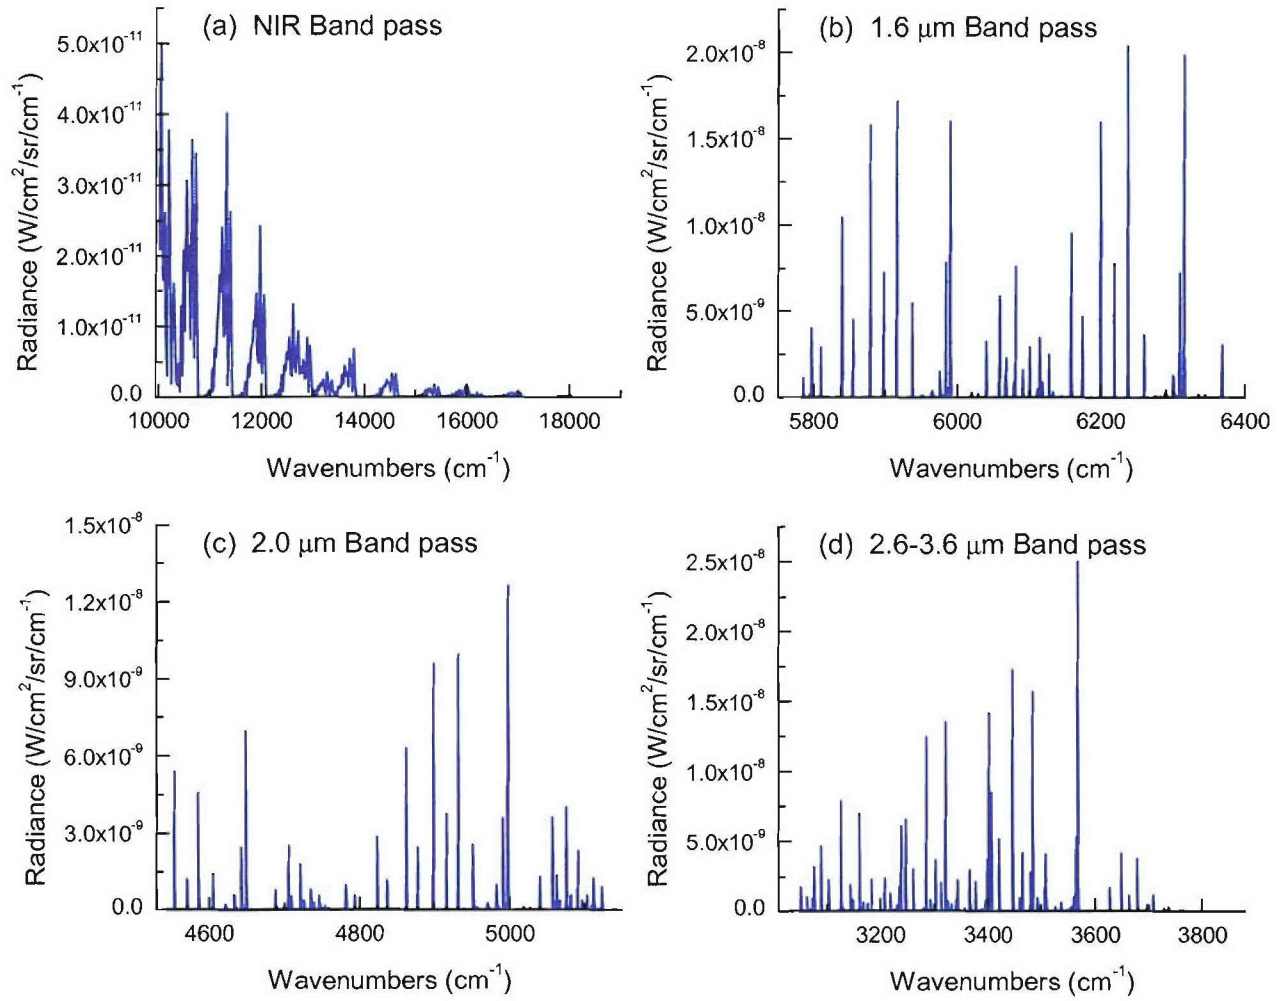 (a) NIR Band pass
Radiance (W/cm²/sr/cm⁻¹)
5.0x10⁻¹¹
4.0x10⁻¹¹
3.0x10⁻¹¹
2.0x10⁻¹¹
1.0x10⁻¹¹
0.0
10000 12000 14000 16000 18000
Wavenumbers (cm⁻¹)
(b) 1.6 μm Band pass
Radiance (W/cm²/sr/cm⁻¹)
2.0x10⁻⁸
1.5x10⁻⁸
1.0x10⁻⁸
5.0x10⁻⁹
0.0
5800 6000 6200 6400
Wavenumbers (cm⁻¹)
(c) 2.0 μm Band pass
Radiance (W/cm²/sr/cm⁻¹)
1.5x10⁻⁸
1.2x10⁻⁸
9.0x10⁻⁹
6.0x10⁻⁹
3.0x10⁻⁹
0.0
4600 4800 5000
Wavenumbers (cm⁻¹)
(d) 2.6-3.6 μm Band pass
Radiance (W/cm²/sr/cm⁻¹)
2.5x10⁻⁸
2.0x10⁻⁸
1.5x10⁻⁸
1.0x10⁻⁸
5.0x10⁻⁹
0.0
3200 3400 3600 3800
Wavenumbers (cm⁻¹)